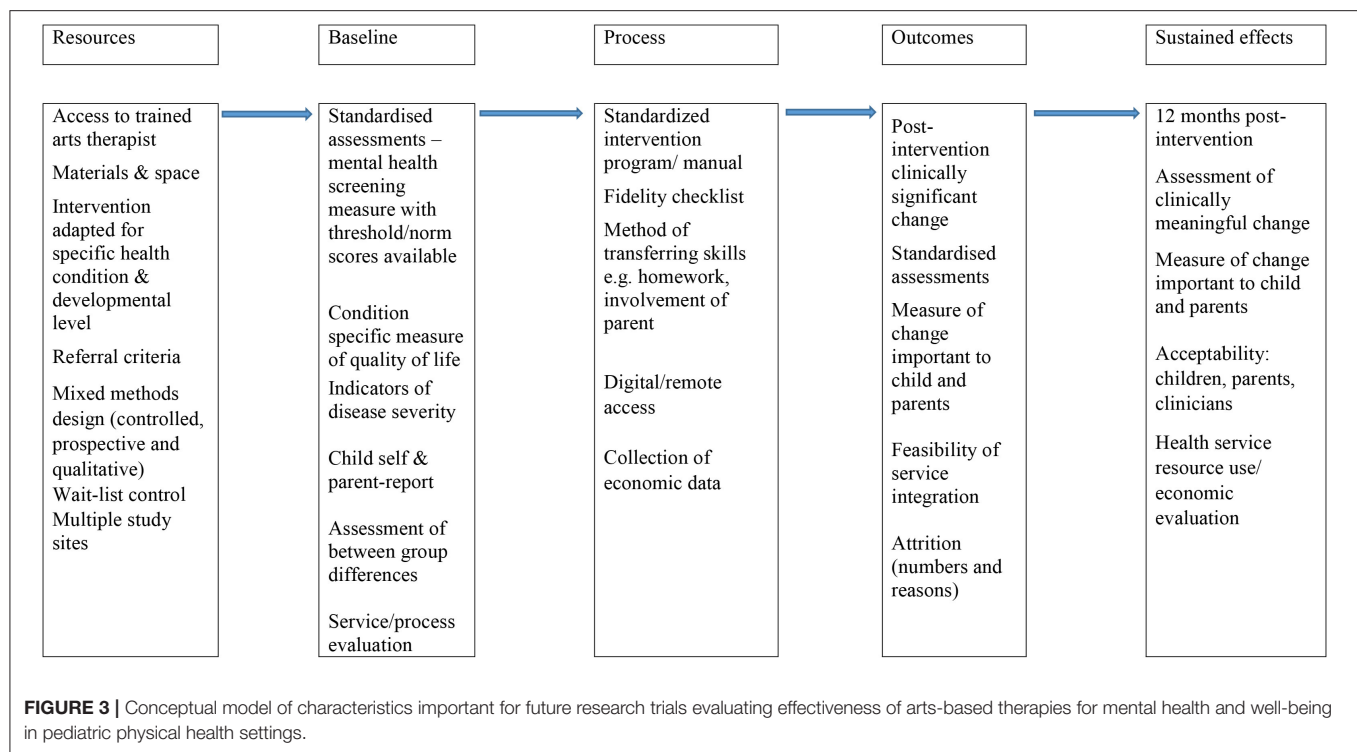 Resources
Baseline
Process
Outcomes
Sustained effects
Access to trained
arts therapist
Materials & space
Intervention
adapted for
specific health
condition &
developmental
level
Referral criteria
Mixed methods
design (controlled,
prospective and
qualitative)
Wait-list control
Multiple study
sites
Standardised
assessments –
mental health
screening
measure with
threshold/norm
scores available
Condition
specific measure
of quality of life
Indicators of
disease severity
Child self &
parent-report
Assessment of
between group
differences
Service/process
evaluation
Standardized
intervention
program/ manual
Fidelity checklist
Method of
transferring skills
e.g. homework,
involvement of
parent
Digital/remote
access
Collection of
economic data
Post-
intervention
clinically
significant
change
Standardised
assessments
Measure of
change
important to
child and
parents
Feasibility of
service
integration
Attrition
(numbers and
reasons)
12 months post-
intervention
Assessment of
clinically
meaningful change
Measure of change
important to child
and parents
Acceptability:
children, parents,
clinicians
Health service
resource use/
economic
evaluation
FIGURE 3 | Conceptual model of characteristics important for future research trials evaluating effectiveness of arts-based therapies for mental health and well-being
in pediatric physical health settings.